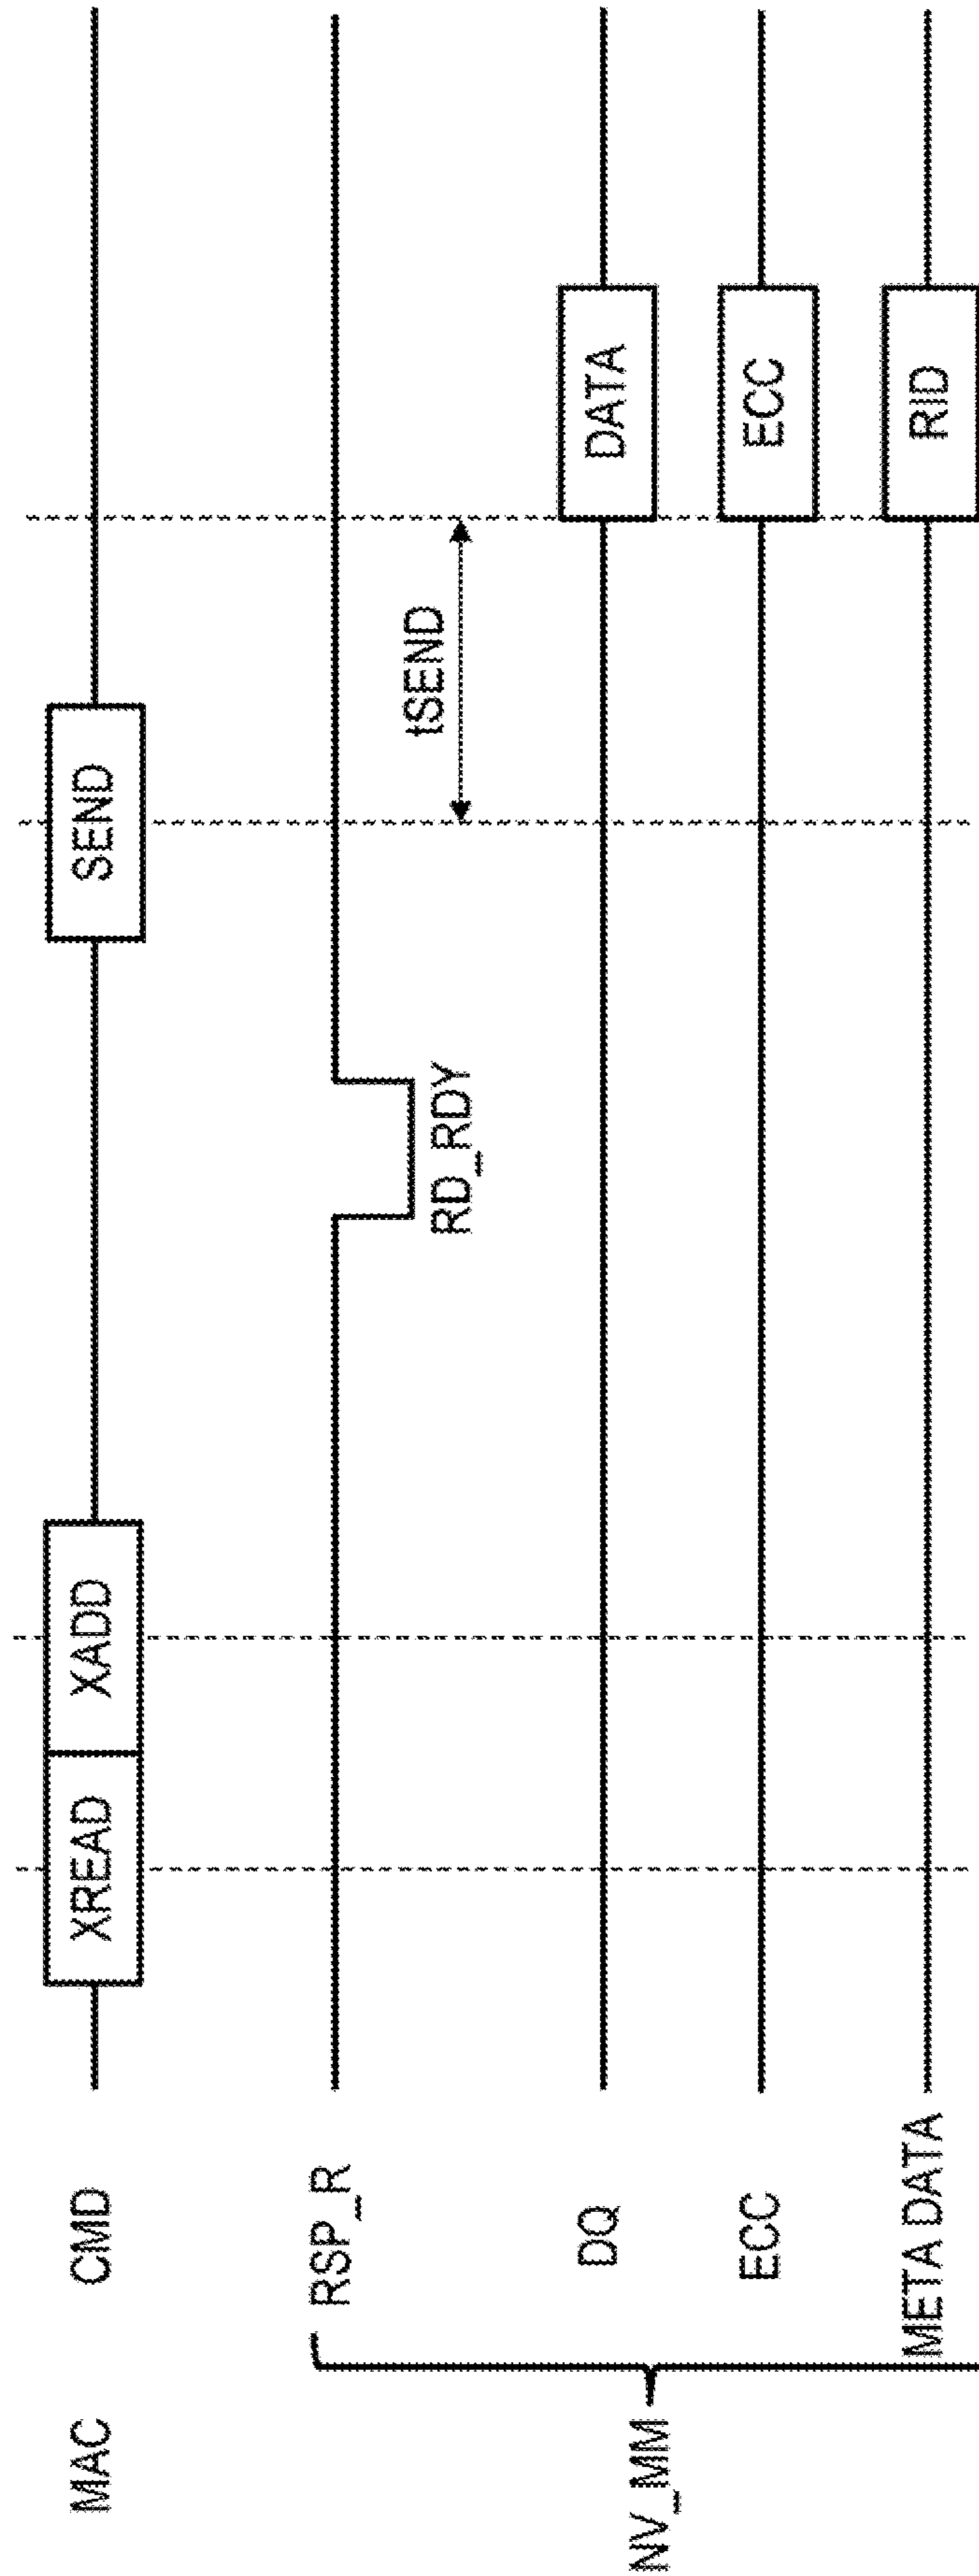 MAC
CMD
XREAD
XADD
SEND
NV_MM
RSP_R
RD_RDY
tSEND
DQ
DATA
ECC
ECC
META DATA
RID